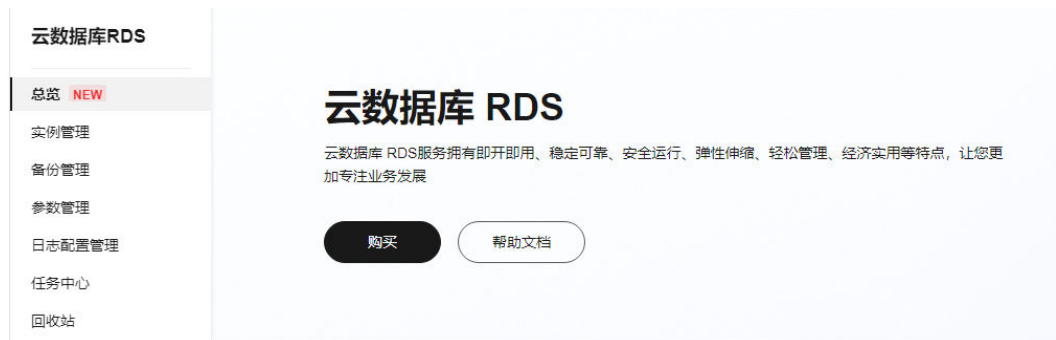 云数据库RDS
总览 NEW
实例管理
备份管理
参数管理
日志配置管理
任务中心
回收站
云数据库 RDS
云数据库 RDS服务拥有即开即用、稳定可靠、安全运行、弹性伸缩、轻松管理、经济实用等特点，让您更
加专注业务发展
购买
帮助文档